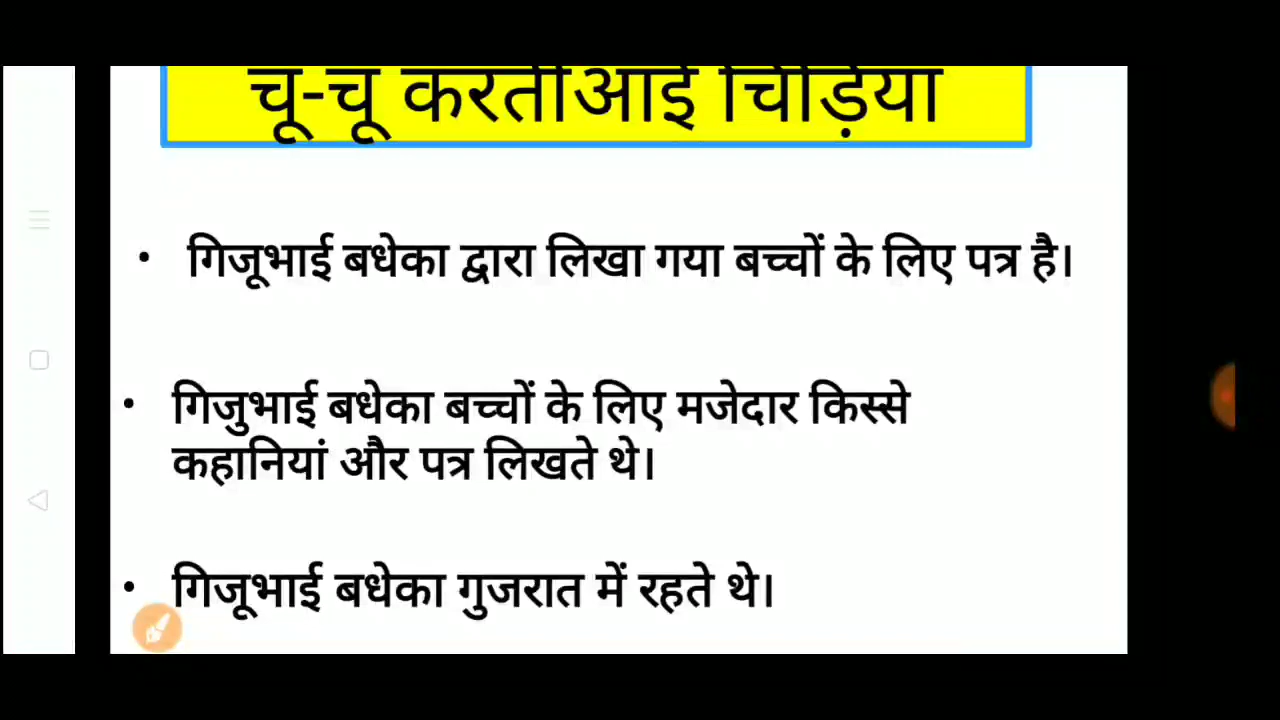 चू-चू करतीआई चिड़िया
गिजूभाई बधेका द्वारा लिखा गया बच्चों के लिए पत्र है।
गिजुभाई बधेका बच्चों के लिए मजेदार किस्से
कहानियां और पत्र लिखते थे।
गिजूभाई बधेका गुजरात में रहते थे।